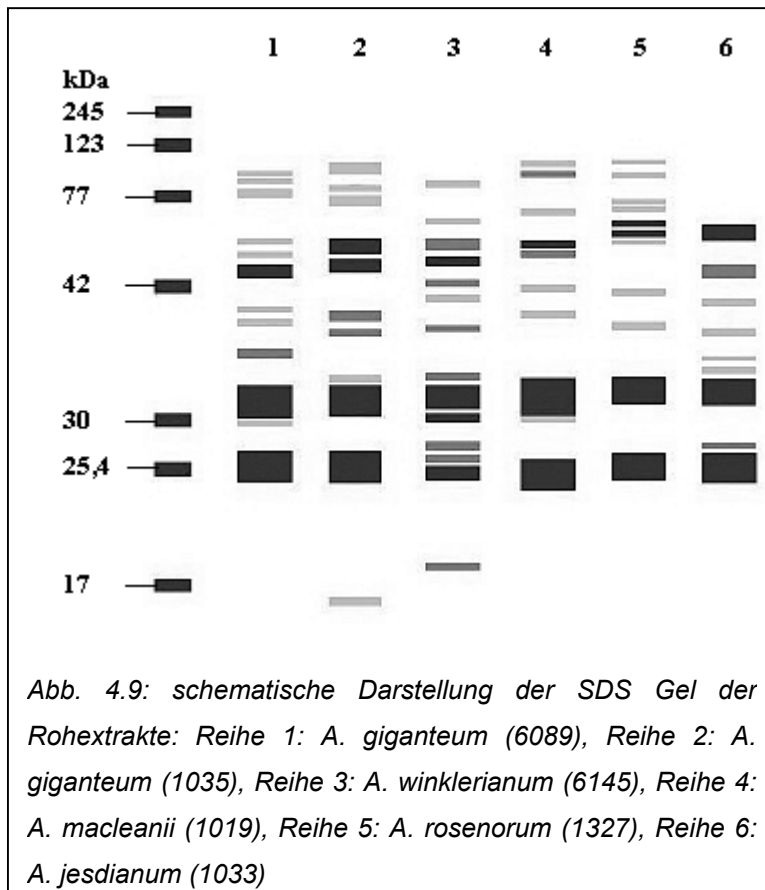 1 2 3 4 5 6
kDa
245
123
77
42
30
25,4
17
Abb. 4.9: schematische Darstellung der SDS Gel der
Rohextrakte: Reihe 1: A. giganteum (6089), Reihe 2: A.
giganteum (1035), Reihe 3: A. winklerianum (6145), Reihe 4:
A. macleanii (1019), Reihe 5: A. rosenorum (1327), Reihe 6:
A. jesdianum (1033)